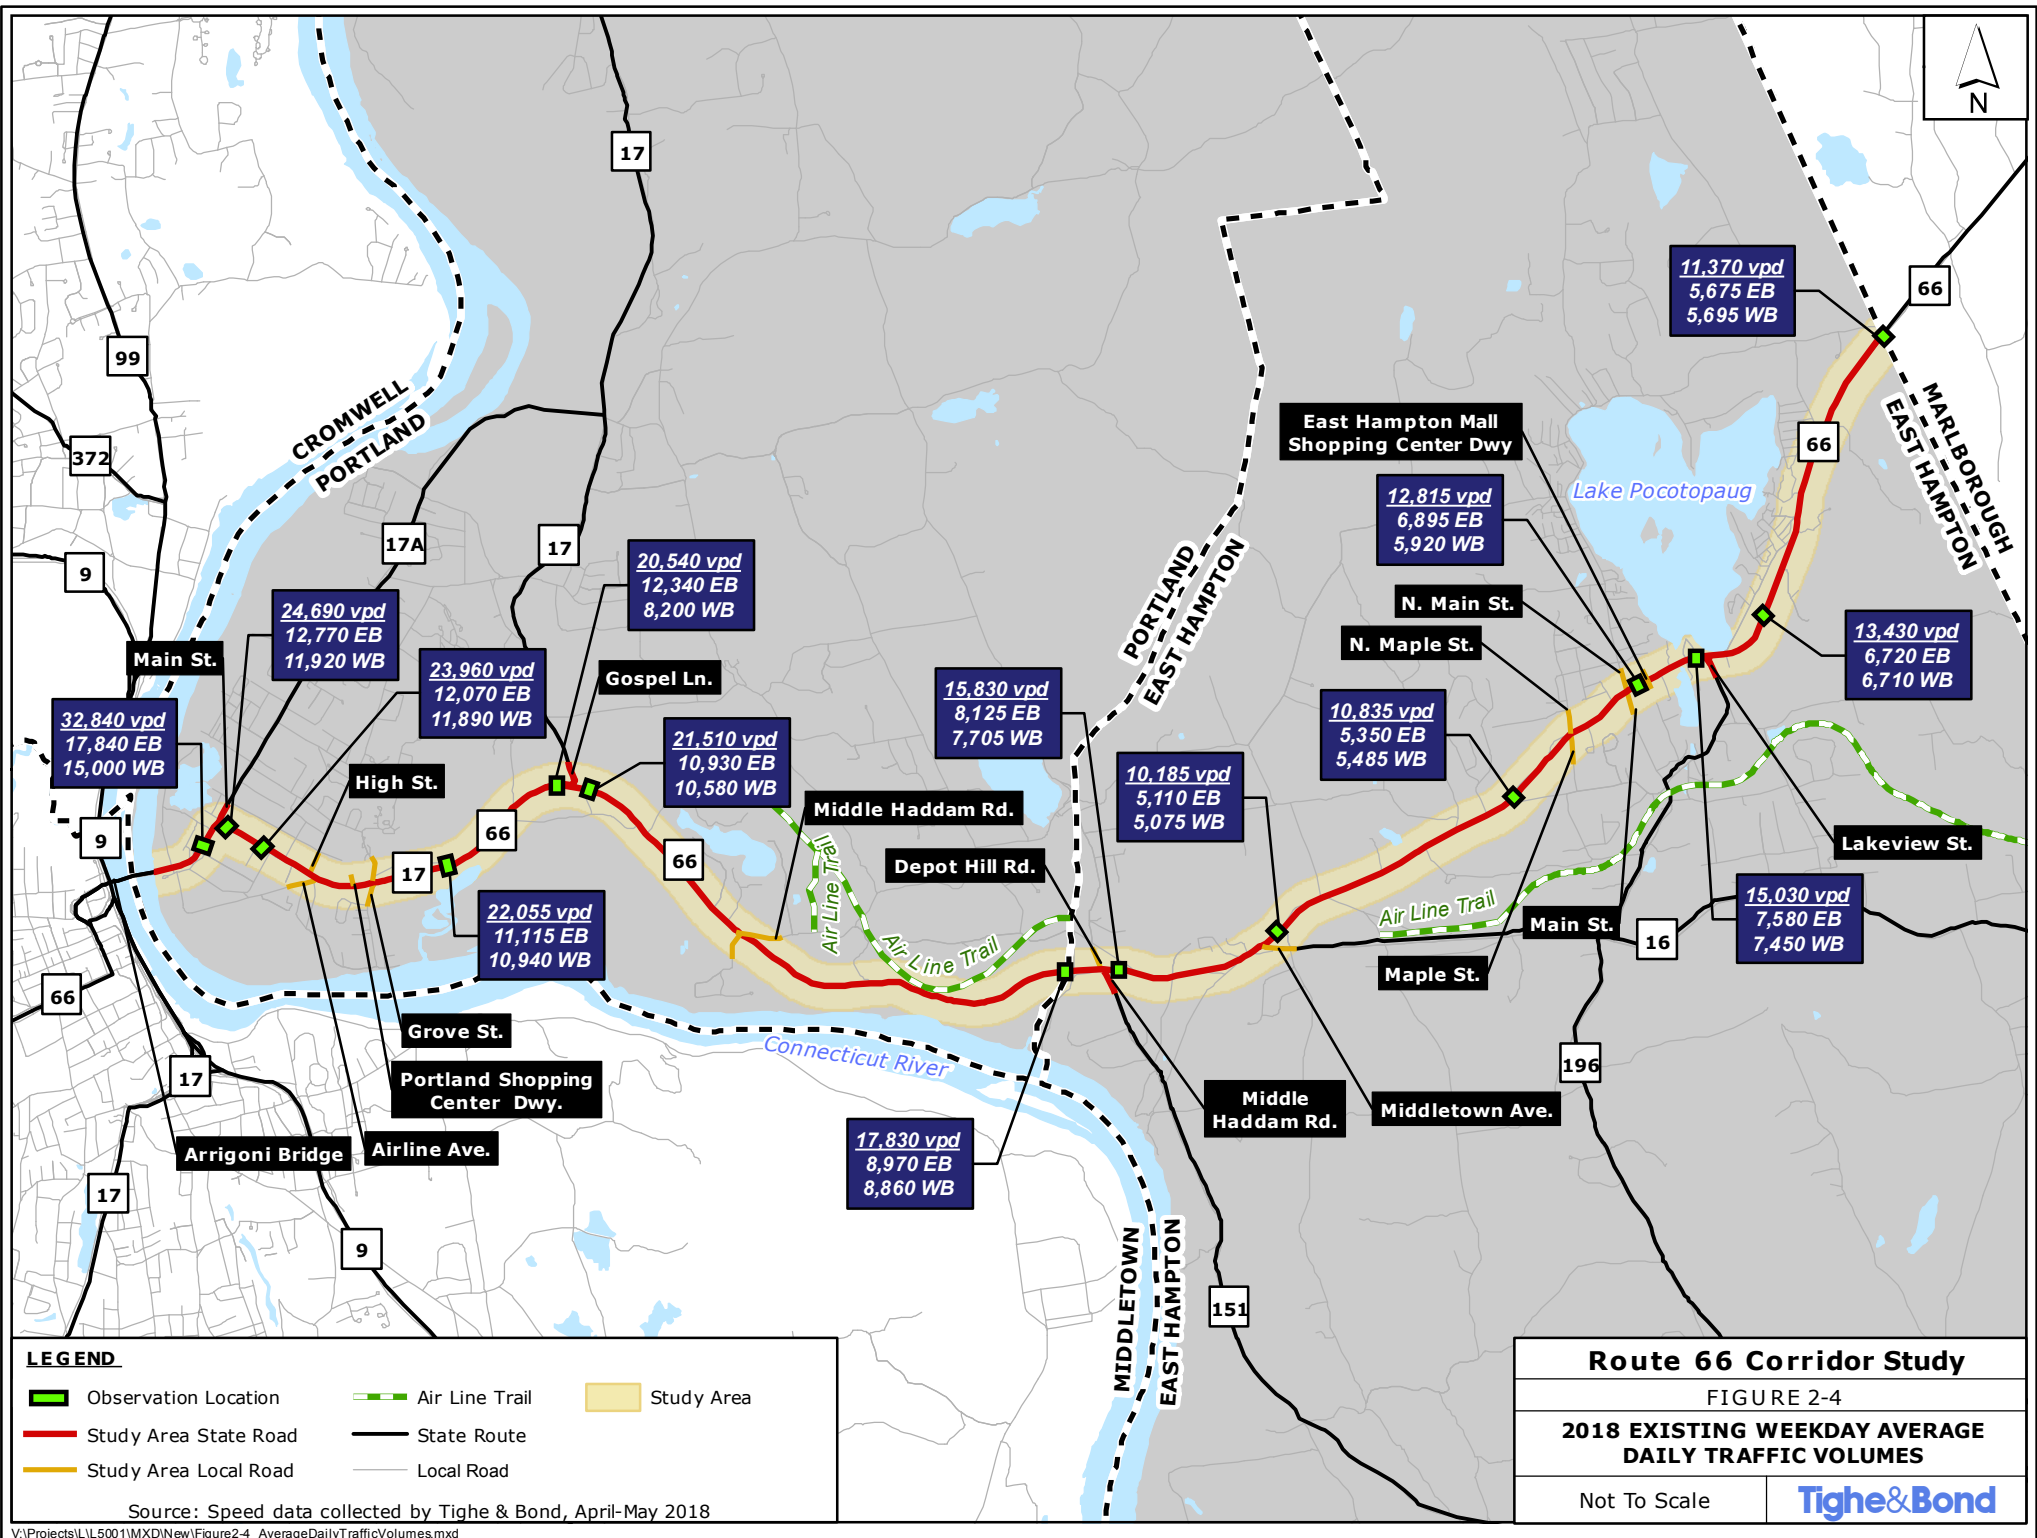 N
17
11,370 vpd
5,675 EB
5,695 WB
66
99
CROMWELL
PORTLAND
MARLBOROUGH
EAST HAMPTON
East Hampton Mall
Shopping Center Dwy
66
372
Lake Pocotopaug
12,815 vpd
6,895 EB
5,920 WB
17A
17
9
20,540 vpd
12,340 EB
8,200 WB
PORTLAND
EAST HAMPTON
24,690 vpd
12,770 EB
11,920 WB
N. Main St.
N. Maple St.
13,430 vpd
6,720 EB
6,710 WB
Main St.
23,960 vpd
12,070 EB
11,890 WB
Gospel Ln.
15,830 vpd
8,125 EB
7,705 WB
32,840 vpd
17,840 EB
15,000 WB
10,835 vpd
5,350 EB
5,485 WB
21,510 vpd
10,930 EB
10,580 WB
10,185 vpd
5,110 EB
5,075 WB
High St.
Middle Haddam Rd.
66
9
66
17
Depot Hill Rd.
Lakeview St.
Air Line Trail
Air Line Trail
Air Line Trail
22,055 vpd
11,115 EB
10,940 WB
15,030 vpd
7,580 EB
7,450 WB
Main St.
16
Maple St.
66
Grove St.
Connecticut River
17
196
Portland Shopping
Center Dwy.
Middle
Haddam Rd.
Middletown Ave.
Arrigoni Bridge
Airline Ave.
17,830 vpd
8,970 EB
8,860 WB
17
9
MIDDLETOWN
EAST HAMPTON
151
LEGEND
Observation Location
Air Line Trail
Study Area
Study Area State Road
State Route
Study Area Local Road
Local Road
Source: Speed data collected by Tighe & Bond, April-May 2018
Route 66 Corridor Study
FIGURE 2-4
2018 EXISTING WEEKDAY AVERAGE
DAILY TRAFFIC VOLUMES
Not To Scale
Tighe&Bond
V:\Projects\L\L5001\MXD\New\Figure2-4_AverageDailyTrafficVolumes.mxd